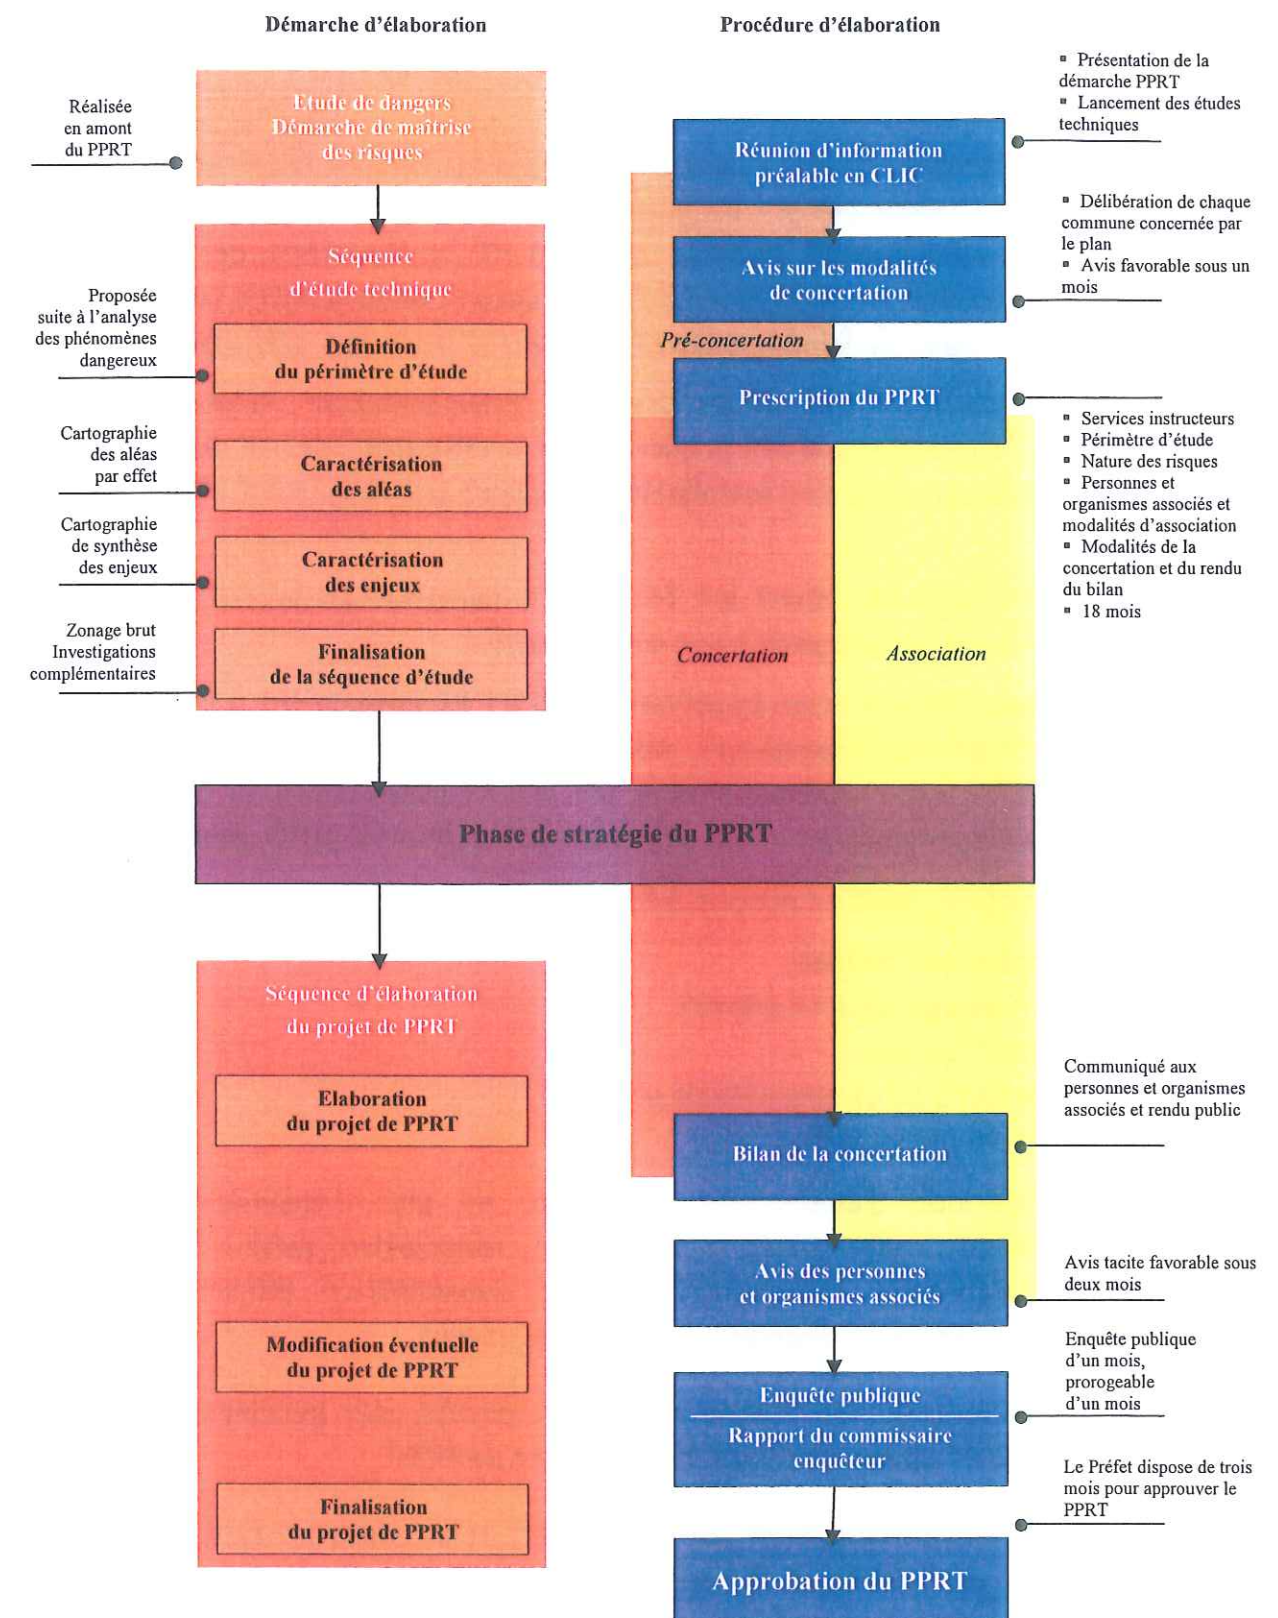 Démarche d'élaboration
Réalisée
en amont
du PPRT
Etude de dangers
Démarche de maîtrise
des risques
Séquence
d'étude technique
Proposée
suite à l'analyse
des phénomènes
dangereux
Définition
du périmètre d'étude
Cartographie
des aléas
par effet
Caractérisation
des aléas
Cartographie
de synthèse
des enjeux
Caractérisation
des enjeux
Zonage brut
Investigations
complémentaires
Finalisation
de la séquence d'étude
Procédure d'élaboration
Réunion d'information
préalable en CLIC
▪ Présentation de la
démarche PPRT
▪ Lancement des études
techniques
Avis sur les modalités
de concertation
▪ Délibération de chaque
commune concernée par
le plan
▪ Avis favorable sous un
mois
Pré-concertation
Prescription du PPRT
▪ Services instructeurs
▪ Périmètre d'étude
▪ Nature des risques
▪ Personnes et
organismes associés et
modalités d'association
▪ Modalités de la
concertation et du rendu
du bilan
▪ 18 mois
Concertation
Association
Phase de stratégie du PPRT
Séquence d'élaboration
du projet de PPRT
Elaboration
du projet de PPRT
Modification éventuelle
du projet de PPRT
Finalisation
du projet de PPRT
Bilan de la concertation
Communiqué aux
personnes et organismes
associés et rendu public
Avis des personnes
et organismes associés
Avis tacite favorable sous
deux mois
Enquête publique
Rapport du commissaire
enquêteur
Enquête publique
d'un mois,
prorogeable
d'un mois
Le Préfet dispose de trois
mois pour approuver le
PPRT
Approbation du PPRT